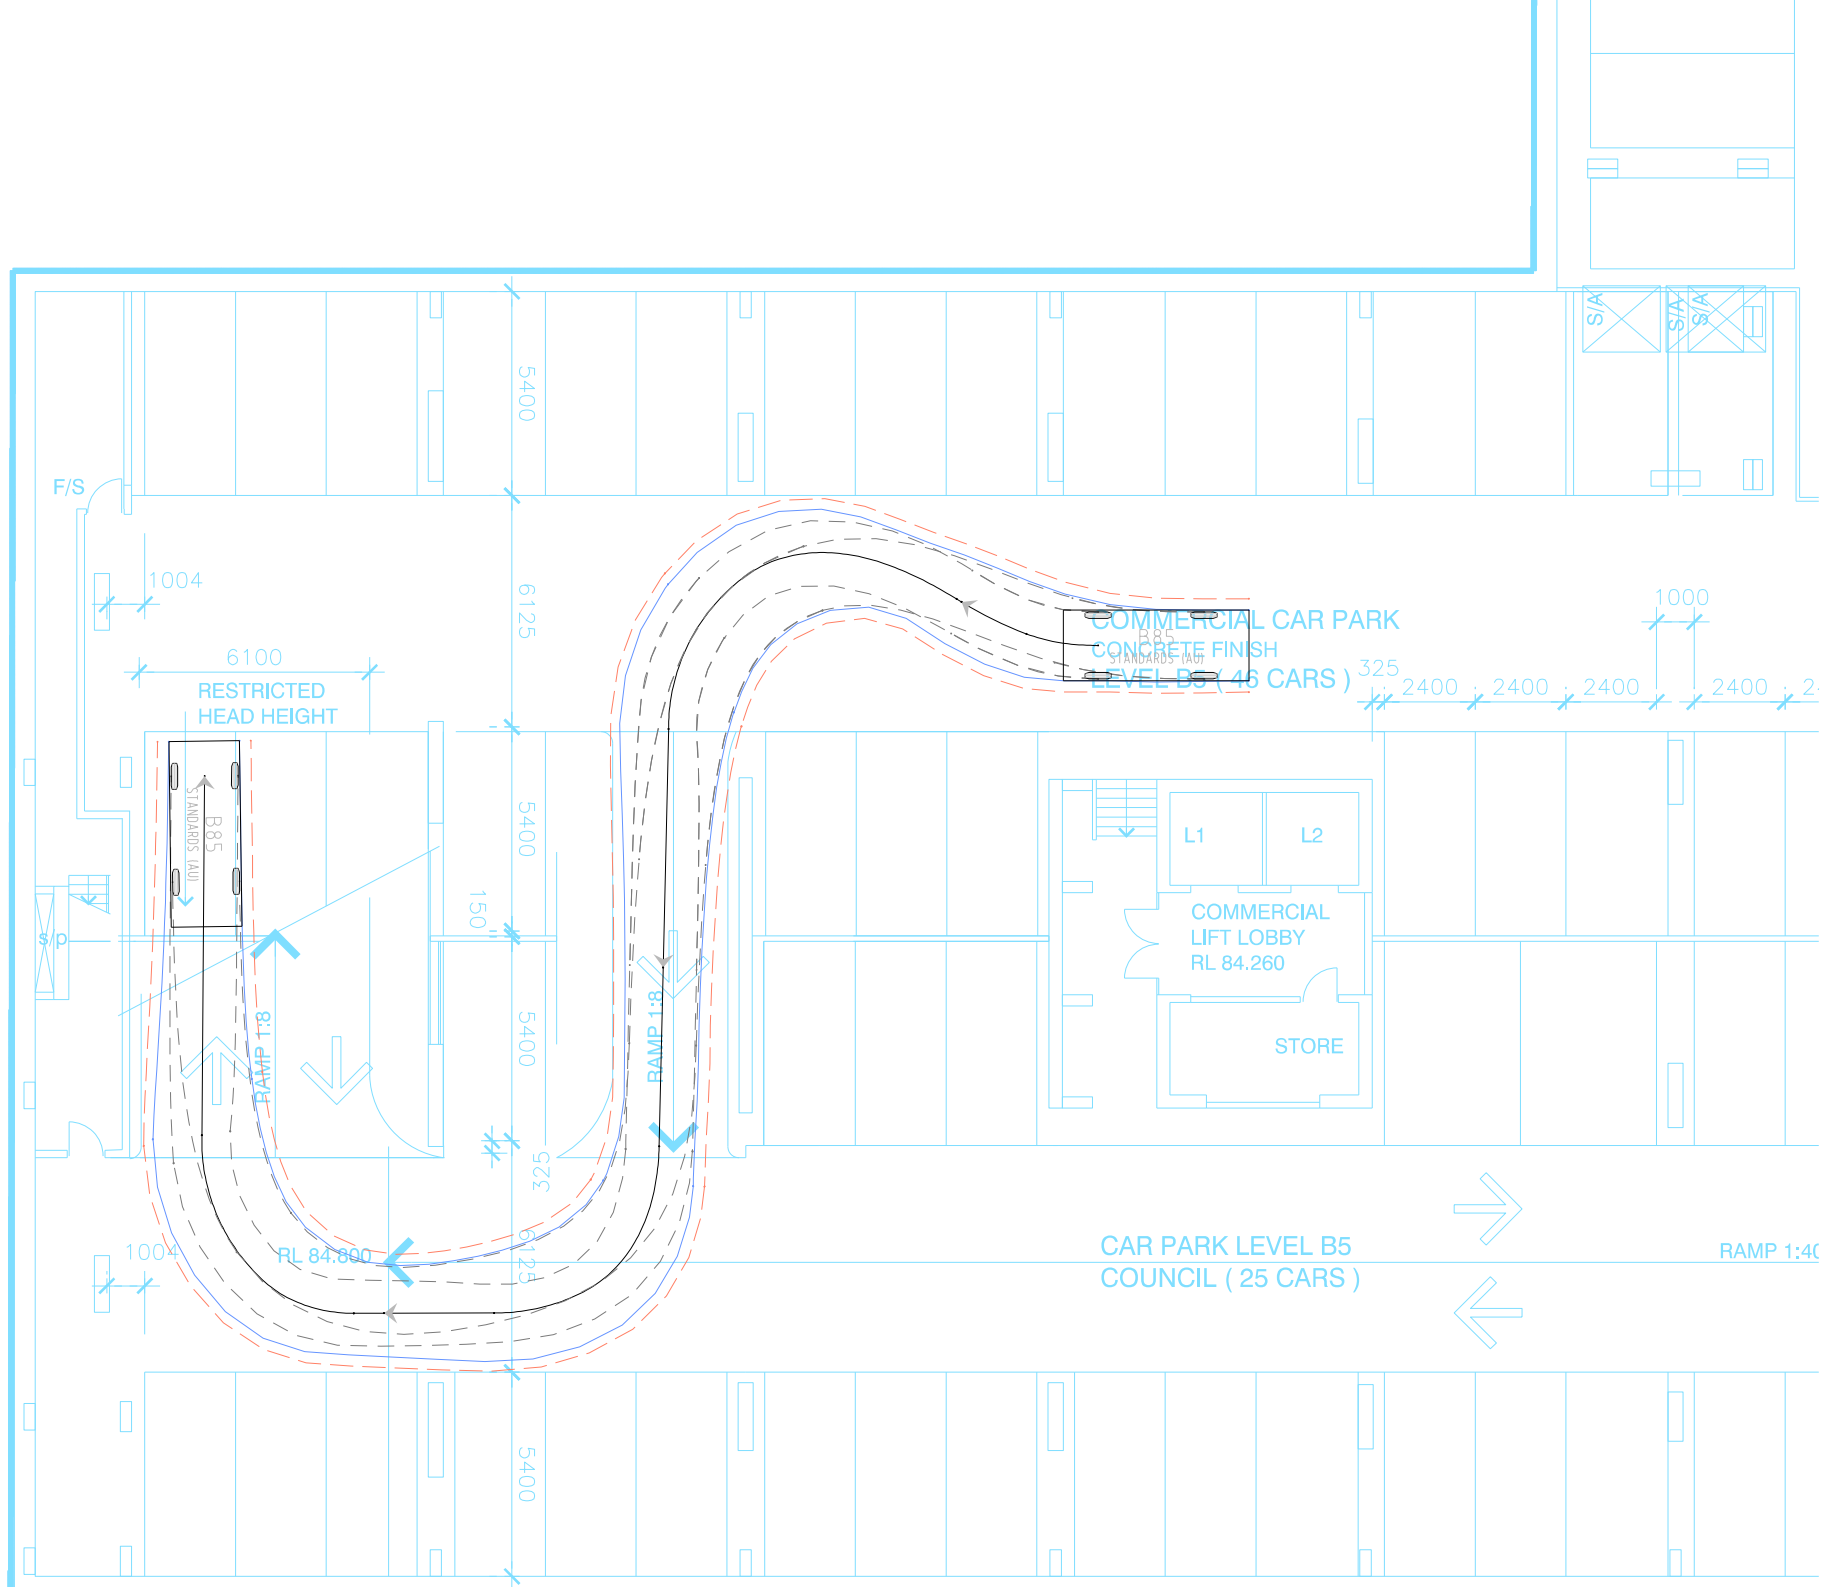 S/A
S/A
S/A
5400
F/S
1004
6125
COMMERCIAL CAR PARK
CONCRETE FINISH
LEVEL B5 ( 46 CARS )
B85
STANDARDS (AU)
1000
325
2400
2400
2400
2400
6100
RESTRICTED
HEAD HEIGHT
B85
STANDARDS (AU)
5400
150
L1
L2
COMMERCIAL
LIFT LOBBY
RL 84.260
s/p
RAMP 1:8
RAMP 1:8
5400
STORE
325
1004
RL 84.800
6125
CAR PARK LEVEL B5
COUNCIL ( 25 CARS )
RAMP 1:40
5400